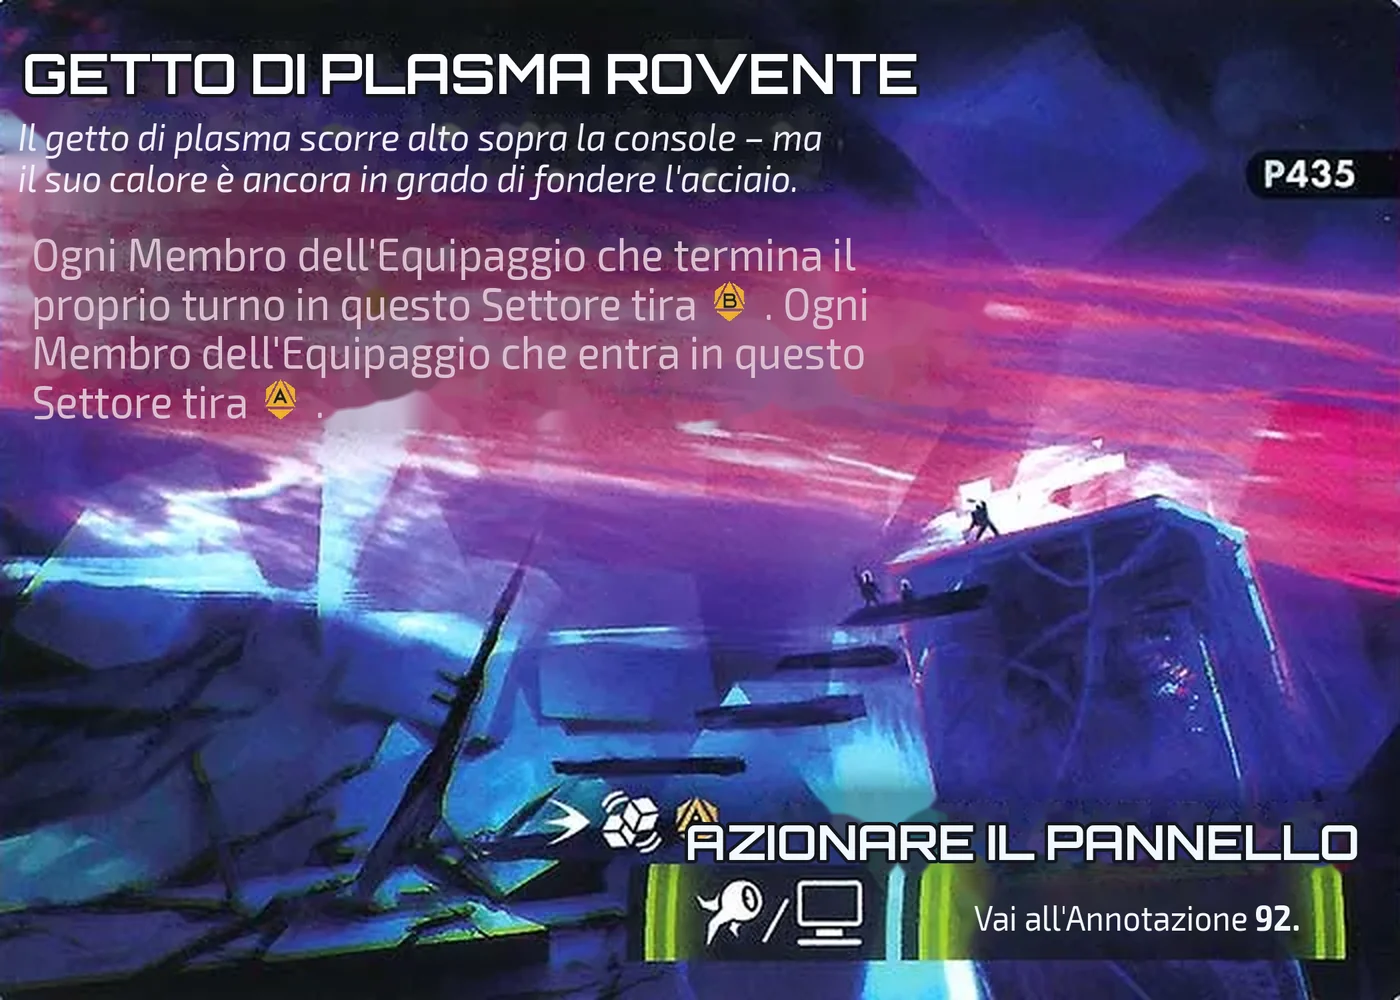 GETTO DI PLASMA ROVENTE
Il getto di plasma scorre alto sopra la console – ma
il suo calore è ancora in grado di fondere l'acciaio.
P435
Ogni Membro dell'Equipaggio che termina il
proprio turno in questo Settore tira B . Ogni
Membro dell'Equipaggio che entra in questo
Settore tira A .
A
AZIONARE IL PANNELLO
/
Vai all'Annotazione 92.